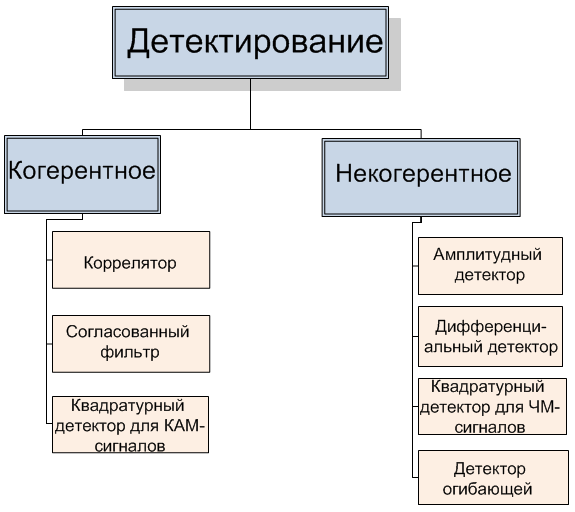 Детектирование
Когерентное
Некогерентное
Коррелятор
Согласованный
фильтр
Квадратурный
детектор для КАМ-
сигналов
Амплитудный
детектор
Дифференци-
альный детектор
Квадратурный
детектор для ЧМ-
сигналов
Детектор
огибающей